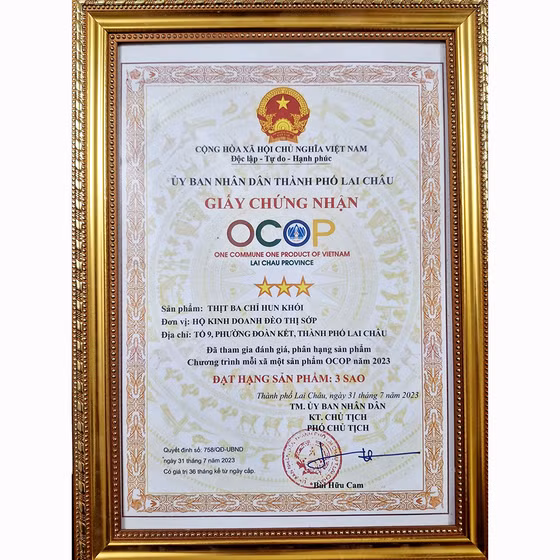 CỘNG HÒA XÃ HỘI CHỦ NGHĨA VIỆT NAM
Độc lập - Tự do - Hạnh phúc
ỦY BAN NHÂN DÂN THÀNH PHỐ LAI CHÂU
GIẤY CHỨNG NHẬN
OCOP
ONE COMMUNE ONE PRODUCT OF VIETNAM
LAI CHAU PROVINCE
Sản phẩm: THỊT BA CHỈ HUN KHÓI
Đơn vị: HỘ KINH DOANH ĐÈO THỊ SỚP
Địa chỉ: TỔ 9, PHƯỜNG ĐOÀN KẾT, THÀNH PHỐ LAI CHÂU
Đã tham gia đánh giá, phân hạng sản phẩm
Chương trình mỗi xã một sản phẩm OCOP năm 2023
ĐẠT HẠNG SẢN PHẨM: 3 SAO
Thành phố Lai Châu, ngày 31 tháng 7 năm 2023
TM. ỦY BAN NHÂN DÂN
KT. CHỦ TỊCH
PHÓ CHỦ TỊCH
Quyết định số: 758/QĐ-UBND
ngày 31 tháng 7 năm 2023
Có giá trị 36 tháng kể từ ngày cấp.
Bùi Hữu Cam